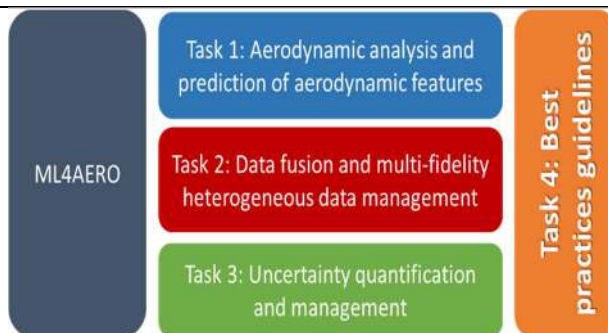 ML4AERO
Task 1: Aerodynamic analysis and
prediction of aerodynamic features
Task 2: Data fusion and multi-fidelity
heterogeneous data management
Task 3: Uncertainty quantification
and management
Task 4: Best
practices guidelines